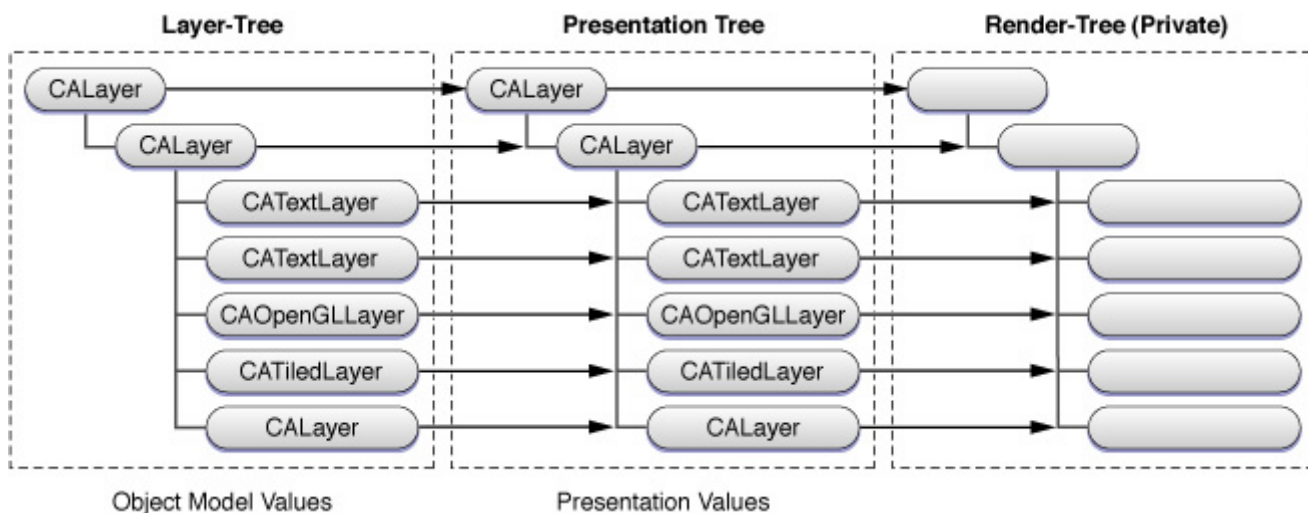 Layer-Tree
Presentation Tree
Render-Tree (Private)
CALayer
CALayer
CALayer
CALayer
CATextLayer
CATextLayer
CATextLayer
CATextLayer
CAOpenGLLayer
CAOpenGLLayer
CATiledLayer
CATiledLayer
CALayer
CALayer
Object Model Values
Presentation Values